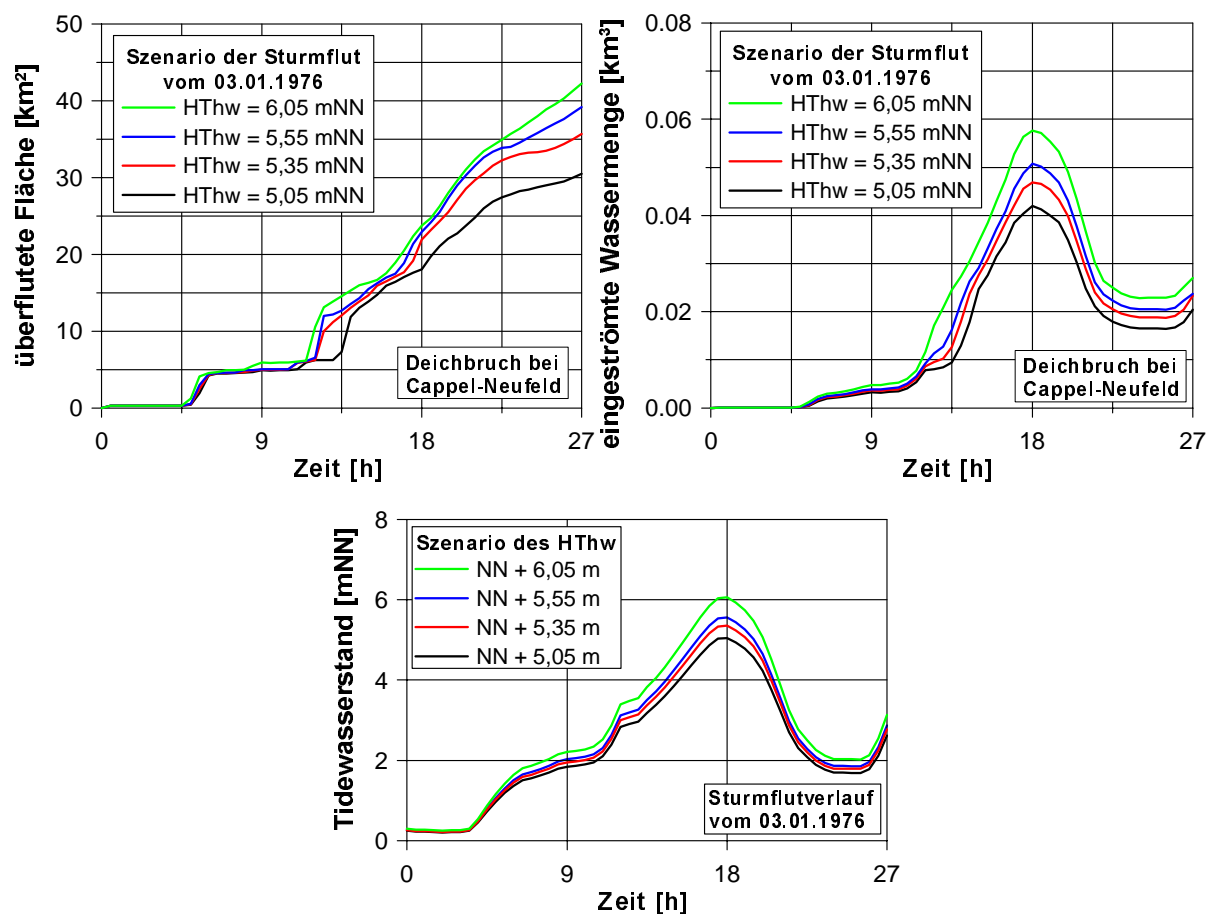 überflutete Fläche [km²]
50
40
30
20
10
0
Szenario der Sturmflut
vom 03.01.1976
HThw = 6,05 mNN
HThw = 5,55 mNN
HThw = 5,35 mNN
HThw = 5,05 mNN
Deichbruch bei
Cappel-Neufeld
0
9
18
27
Zeit [h]
eingeströmte Wassermenge [km³]
0.08
0.06
0.04
0.02
0.00
Szenario der Sturmflut
vom 03.01.1976
HThw = 6,05 mNN
HThw = 5,55 mNN
HThw = 5,35 mNN
HThw = 5,05 mNN
Deichbruch bei
Cappel-Neufeld
0
9
18
27
Zeit [h]
Tidewasserstand [mNN]
8
6
4
2
0
Szenario des HThw
NN + 6,05 m
NN + 5,55 m
NN + 5,35 m
NN + 5,05 m
Sturmflutverlauf
vom 03.01.1976
0
9
18
27
Zeit [h]